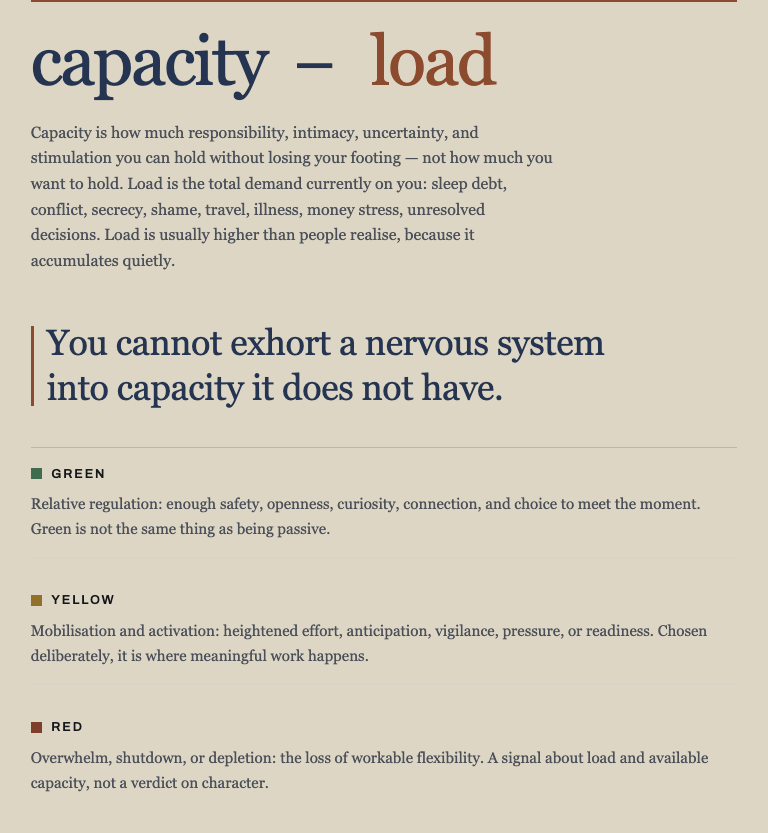 capacity – load
Capacity is how much responsibility, intimacy, uncertainty, and
stimulation you can hold without losing your footing — not how much you
want to hold. Load is the total demand currently on you: sleep debt,
conflict, secrecy, shame, travel, illness, money stress, unresolved
decisions. Load is usually higher than people realise, because it
accumulates quietly.
You cannot exhort a nervous system
into capacity it does not have.
GREEN
Relative regulation: enough safety, openness, curiosity, connection, and choice to meet the moment.
Green is not the same thing as being passive.
YELLOW
Mobilisation and activation: heightened effort, anticipation, vigilance, pressure, or readiness. Chosen
deliberately, it is where meaningful work happens.
RED
Overwhelm, shutdown, or depletion: the loss of workable flexibility. A signal about load and available
capacity, not a verdict on character.